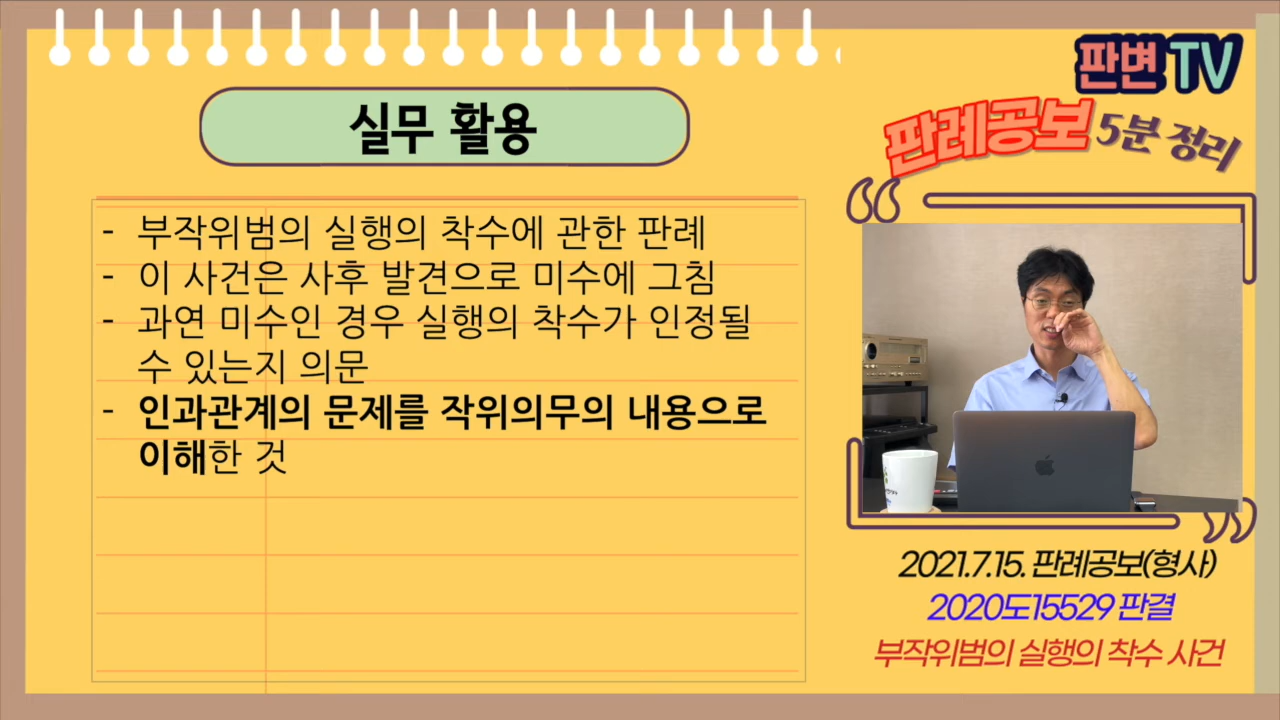 실무 활용
- 부작위범의 실행의 착수에 관한 판례
- 이 사건은 사후 발견으로 미수에 그침
- 과연 미수인 경우 실행의 착수가 인정될
수 있는지 의문
- 인과관계의 문제를 작위의무의 내용으로
이해한 것
판변 TV
판례공보 5분 정리
2021.7.15. 판례공보(형사)
2020도15529 판결
부작위범의 실행의 착수 사건